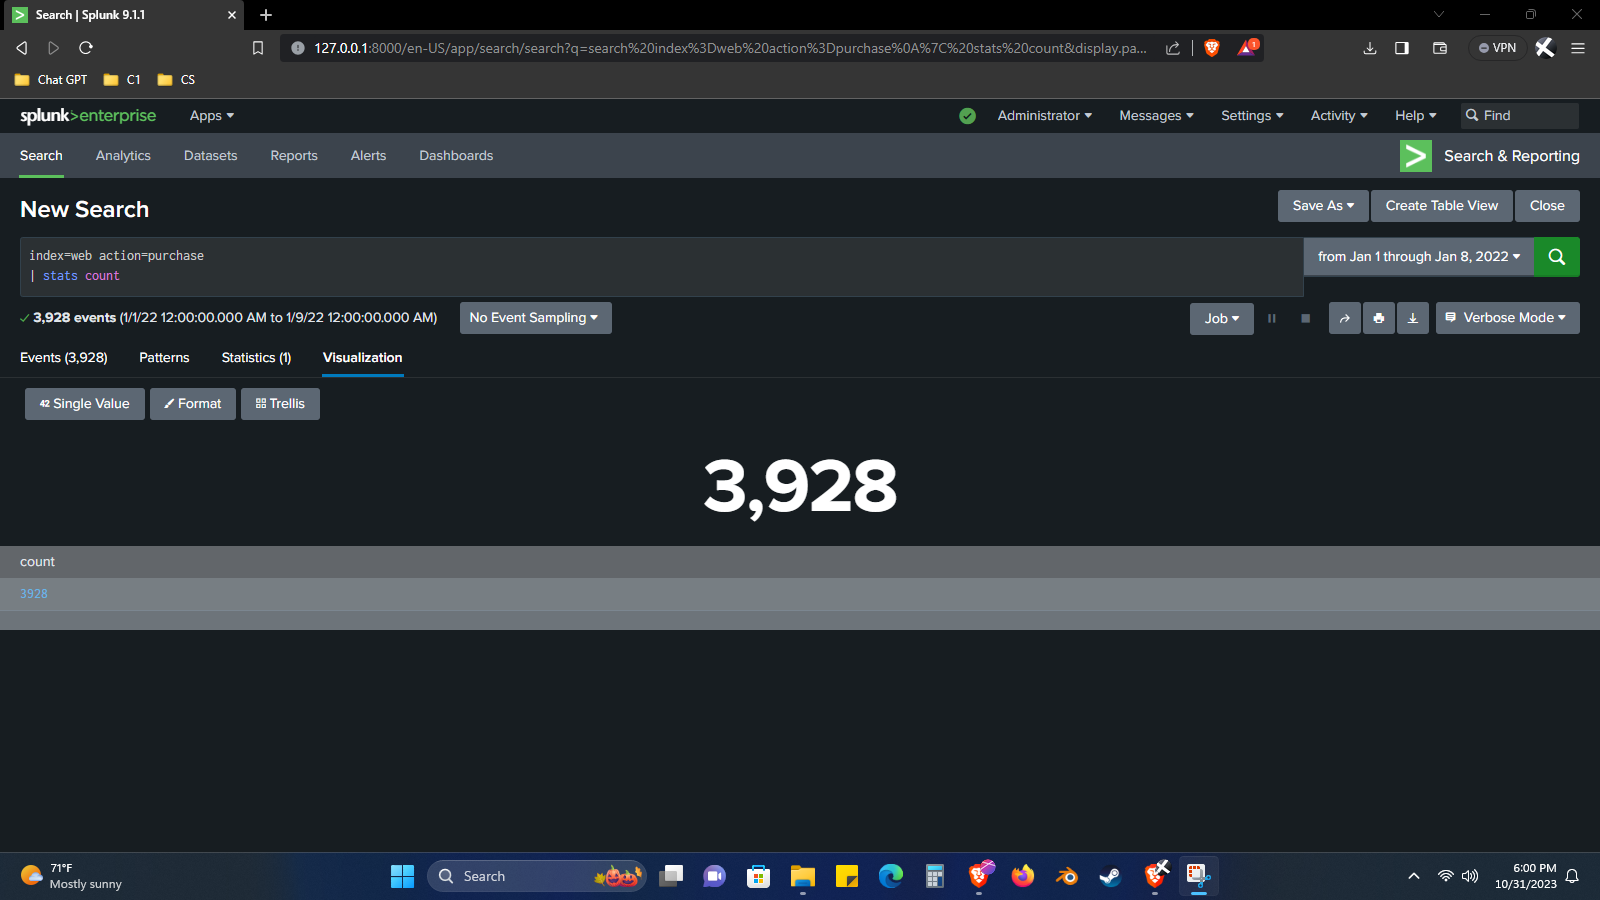 Search | Splunk 9.1.1
127.0.0.1:8000/en-US/app/search/search?q=search%20index%3Dweb%20action%3Dpurchase%0A%7C%20stats%20count&display.pa...
1
VPN
Chat GPT
C1
CS
splunk>enterprise
Apps
Administrator
Messages
Settings
Activity
Help
Find
Search
Analytics
Datasets
Reports
Alerts
Dashboards
Search & Reporting
New Search
Save As
Create Table View
Close
index=web action=purchase
| stats count
from Jan 1 through Jan 8, 2022
3,928 events (1/1/22 12:00:00.000 AM to 1/9/22 12:00:00.000 AM)
No Event Sampling
Job
Verbose Mode
Events (3,928)
Patterns
Statistics (1)
Visualization
42 Single Value
Format
Trellis
3,928
count
3928
71°F
Mostly sunny
Search
6:00 PM
10/31/2023